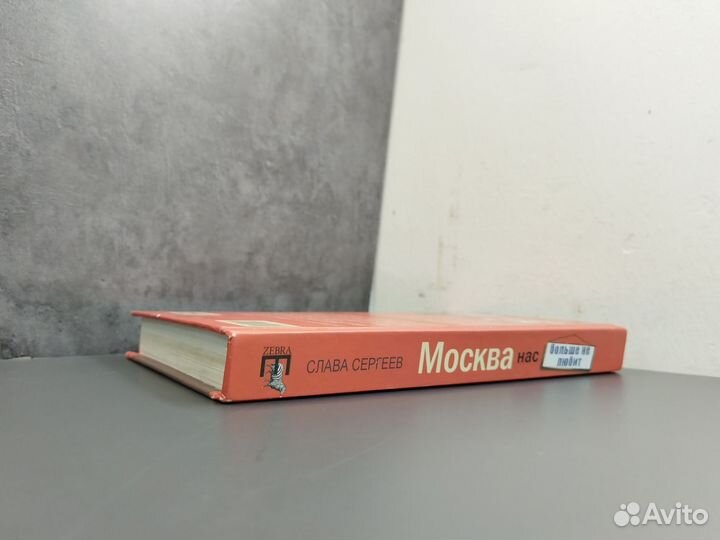 ZEBRA
Е
СЛАВА СЕРГЕЕВ
Москва нас
больше не
любит
Avito